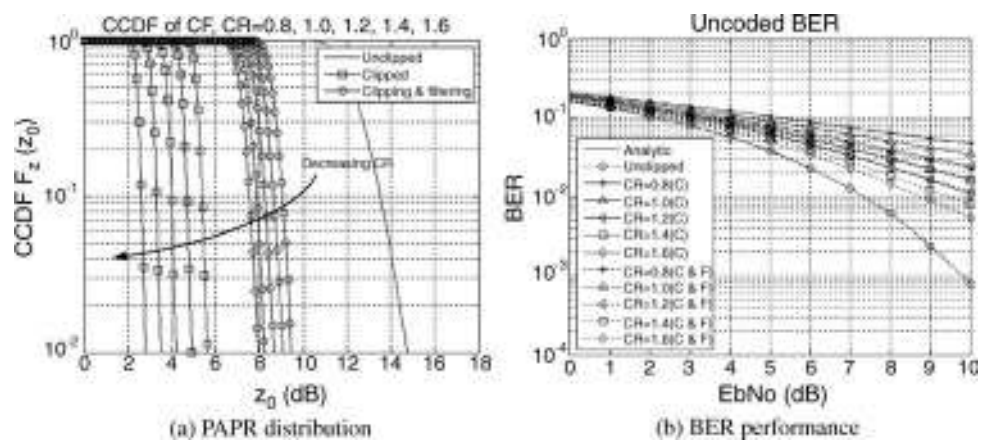 CCDF of CF, CR=0.8, 1.0, 1.2, 1.4, 1.6
CCDF F_z (z_0)
10^0
10^-1
10^-2
Unclipped
Clipped
Clipping & filtering
Decreasing CR
0 2 4 6 8 10 12 14 16 18
z_0 (dB)
(a) PAPR distribution
Uncoded BER
BER
10^0
10^-1
10^-2
10^-3
10^-4
Analytic
Unclipped
CR=0.8(C)
CR=1.0(C)
CR=1.2(C)
CR=1.4(C)
CR=1.6(C)
CR=0.8(C & F)
CR=1.0(C & F)
CR=1.2(C & F)
CR=1.4(C & F)
CR=1.6(C & F)
0 1 2 3 4 5 6 7 8 9 10
EbNo (dB)
(b) BER performance